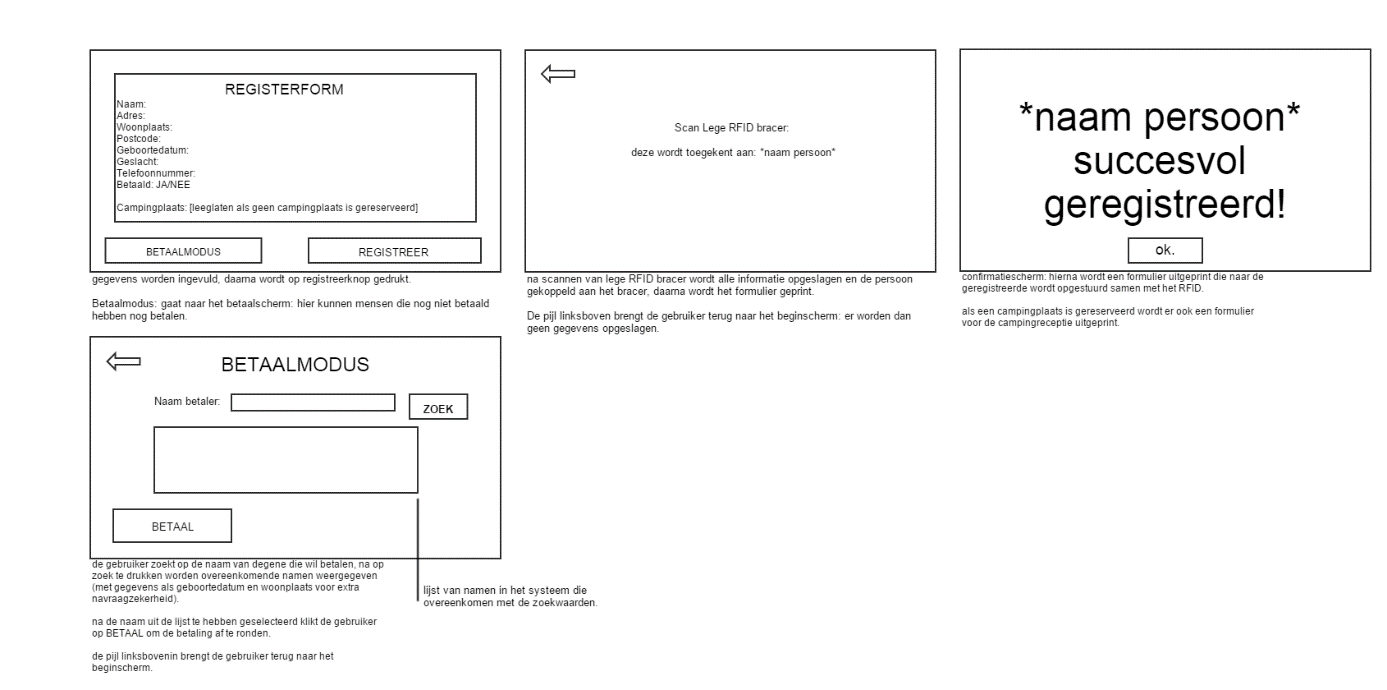 REGISTERFORM
Naam:
Adres:
Woonplaats:
Postcode:
Geboortedatum:
Geslacht:
Telefoonnummer:
Betaald: JA/NEE
Campingplaats: [leeglaten als geen campingplaats is gereserveerd]
BETAALMODUS
REGISTREER
gegevens worden ingevuld, daarna wordt op registreerknop gedrukt.
Betaalmodus: gaat naar het betaalscherm: hier kunnen mensen die nog niet betaald
hebben nog betalen.
Scan Lege RFID bracer:
deze wordt toegekent aan: *naam persoon*
na scannen van lege RFID bracer wordt alle informatie opgeslagen en de persoon
gekoppeld aan het bracer, daarna wordt het formulier geprint.
De pijl linksboven brengt de gebruiker terug naar het beginscherm: er worden dan
geen gegevens opgeslagen.
*naam persoon*
succesvol
geregistreerd!
ok.
confirmatiescherm: hierna wordt een formulier uitgeprint die naar de
geregistreerde wordt opgestuurd samen met het RFID.
als een campingplaats is gereserveerd wordt er ook een formulier
voor de campingreceptie uitgeprint.
BETAALMODUS
Naam betaler:
ZOEK
BETAAL
de gebruiker zoekt op de naam van degene die wil betalen, na op
zoek te drukken worden overeenkomende namen weergegeven
(met gegevens als geboortedatum en woonplaats voor extra
navraagzekerheid).
na de naam uit de lijst te hebben geselecteerd klikt de gebruiker
op BETAAL om de betaling af te ronden.
de pijl linksbovenin brengt de gebruiker terug naar het
beginscherm.
lijst van namen in het systeem die
overeenkomen met de zoekwaarden.